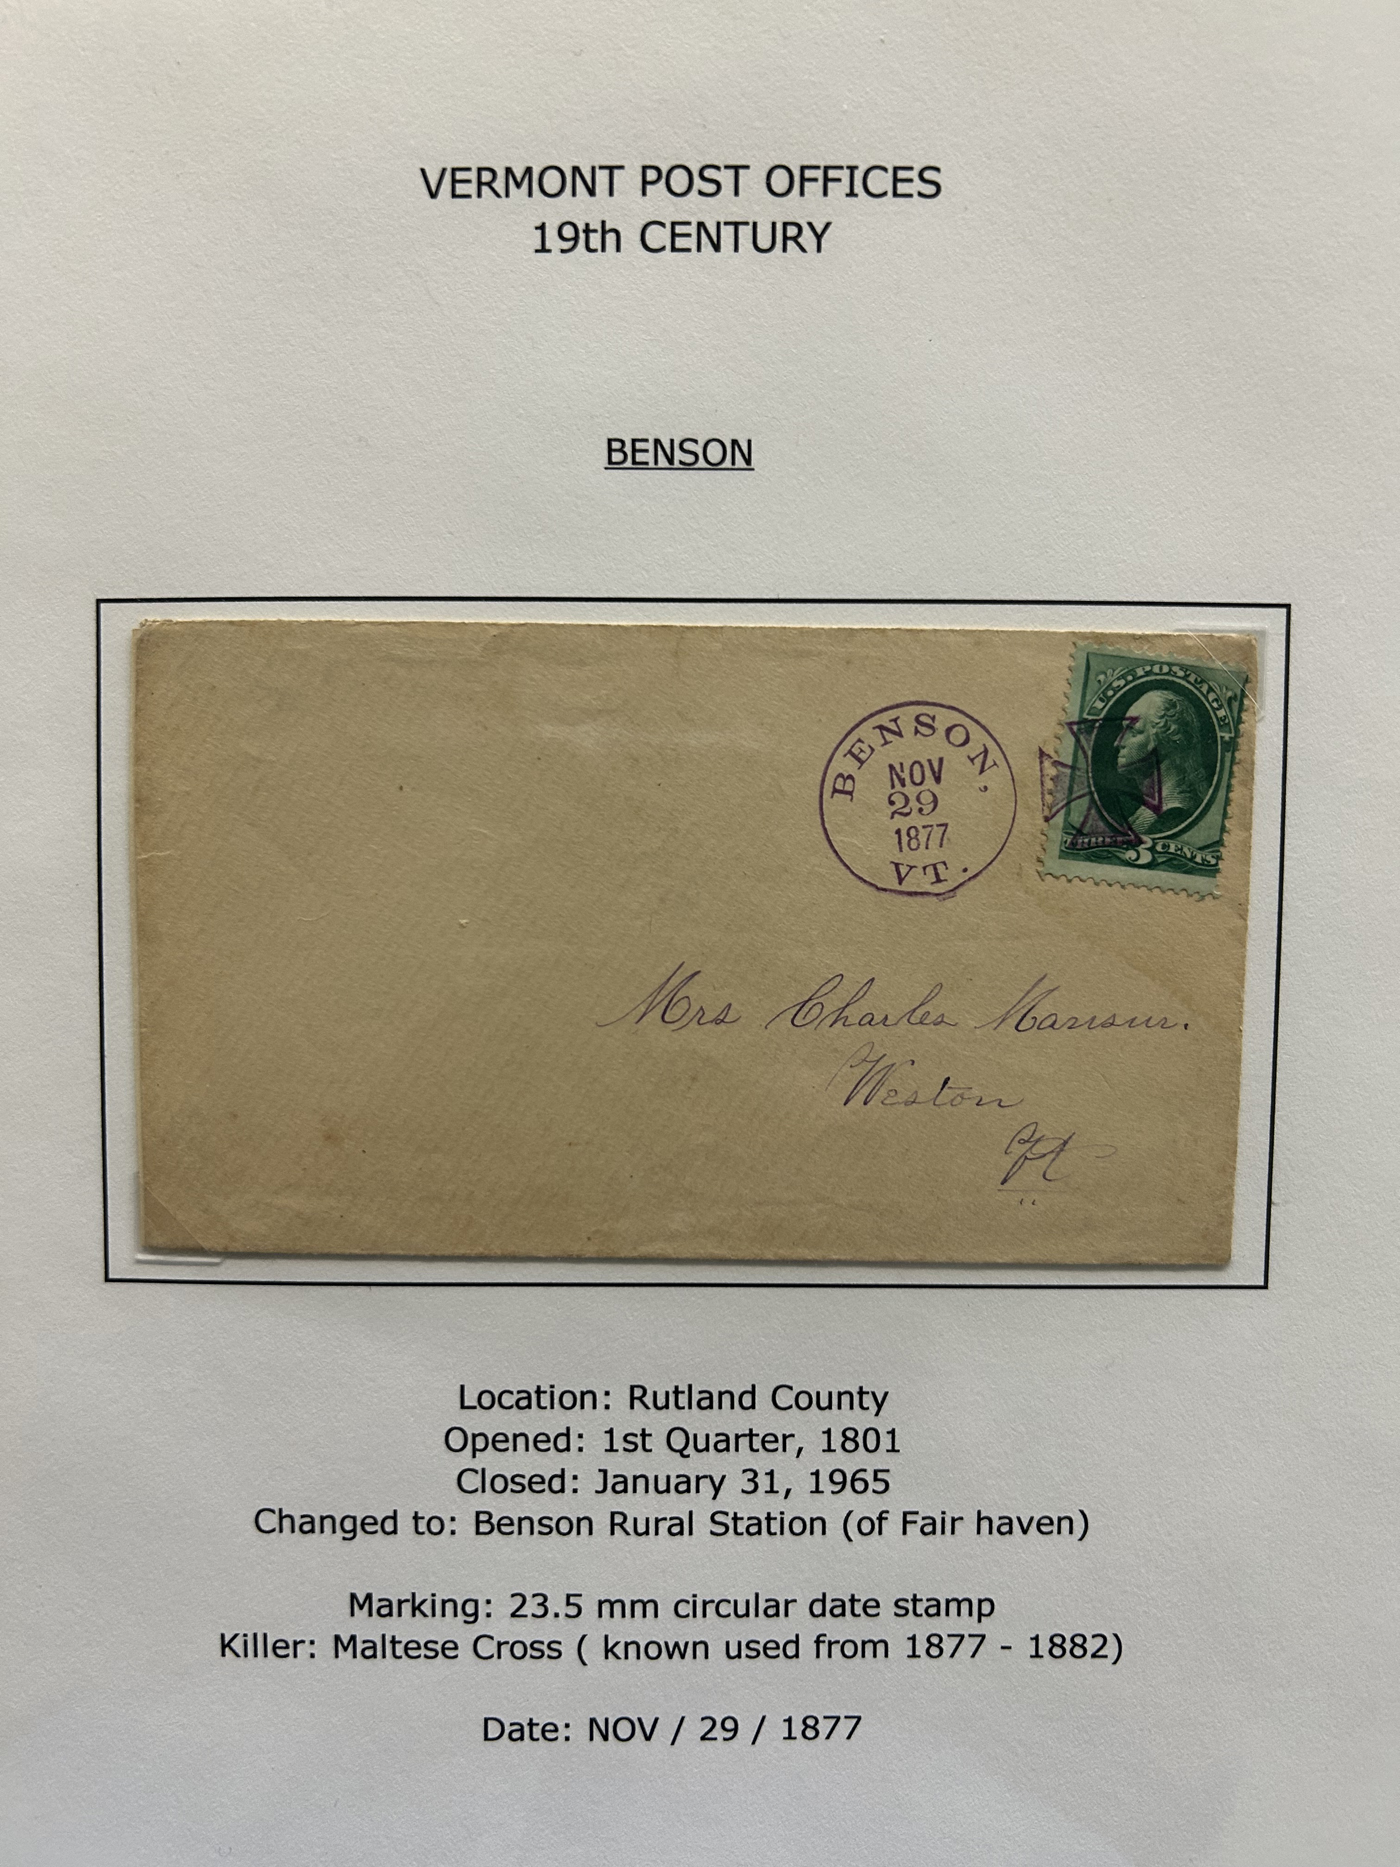 VERMONT POST OFFICES
19th CENTURY
BENSON
U.S. POSTAGE
BENSON,
NOV
29
1877
VT.
THREE 3 CENTS
Mrs Charles Mansur.
Weston
Vt
Location: Rutland County
Opened: 1st Quarter, 1801
Closed: January 31, 1965
Changed to: Benson Rural Station (of Fair haven)
Marking: 23.5 mm circular date stamp
Killer: Maltese Cross ( known used from 1877 - 1882)
Date: NOV / 29 / 1877